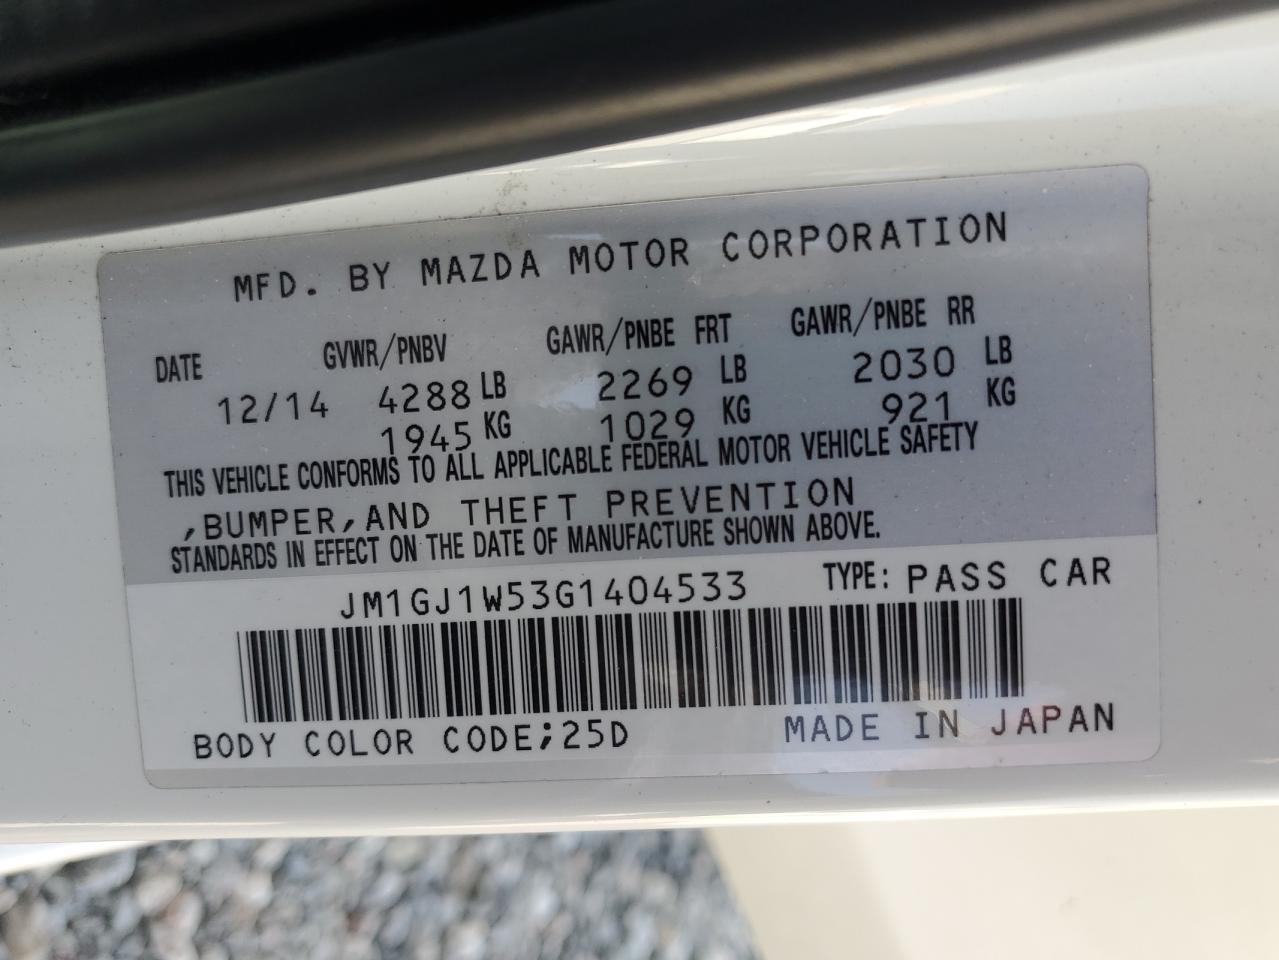 MFD. BY MAZDA MOTOR CORPORATION
DATE GVWR/PNBV GAWR/PNBE FRT GAWR/PNBE RR
12/14 4288 LB 2269 LB 2030 LB
1945 KG 1029 KG 921 KG
THIS VEHICLE CONFORMS TO ALL APPLICABLE FEDERAL MOTOR VEHICLE SAFETY
,BUMPER,AND THEFT PREVENTION
STANDARDS IN EFFECT ON THE DATE OF MANUFACTURE SHOWN ABOVE.
JM1GJ1W53G1404533 TYPE: PASS CAR
BODY COLOR CODE;25D MADE IN JAPAN